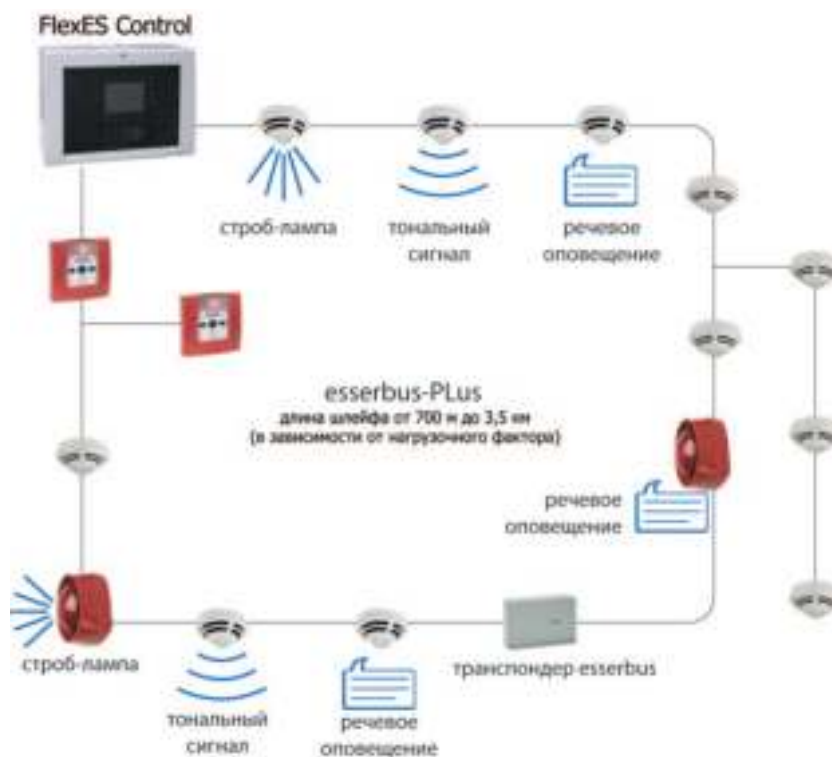 FlexES Control
строб-лампа
тональный
сигнал
речевое
оповещение
esserbus-PLus
длина шлейфа от 700 м до 3,5 км
(в зависимости от нагрузочного фактора)
речевое
оповещение
строб-лампа
транспондер esserbus
тональный
сигнал
речевое
оповещение